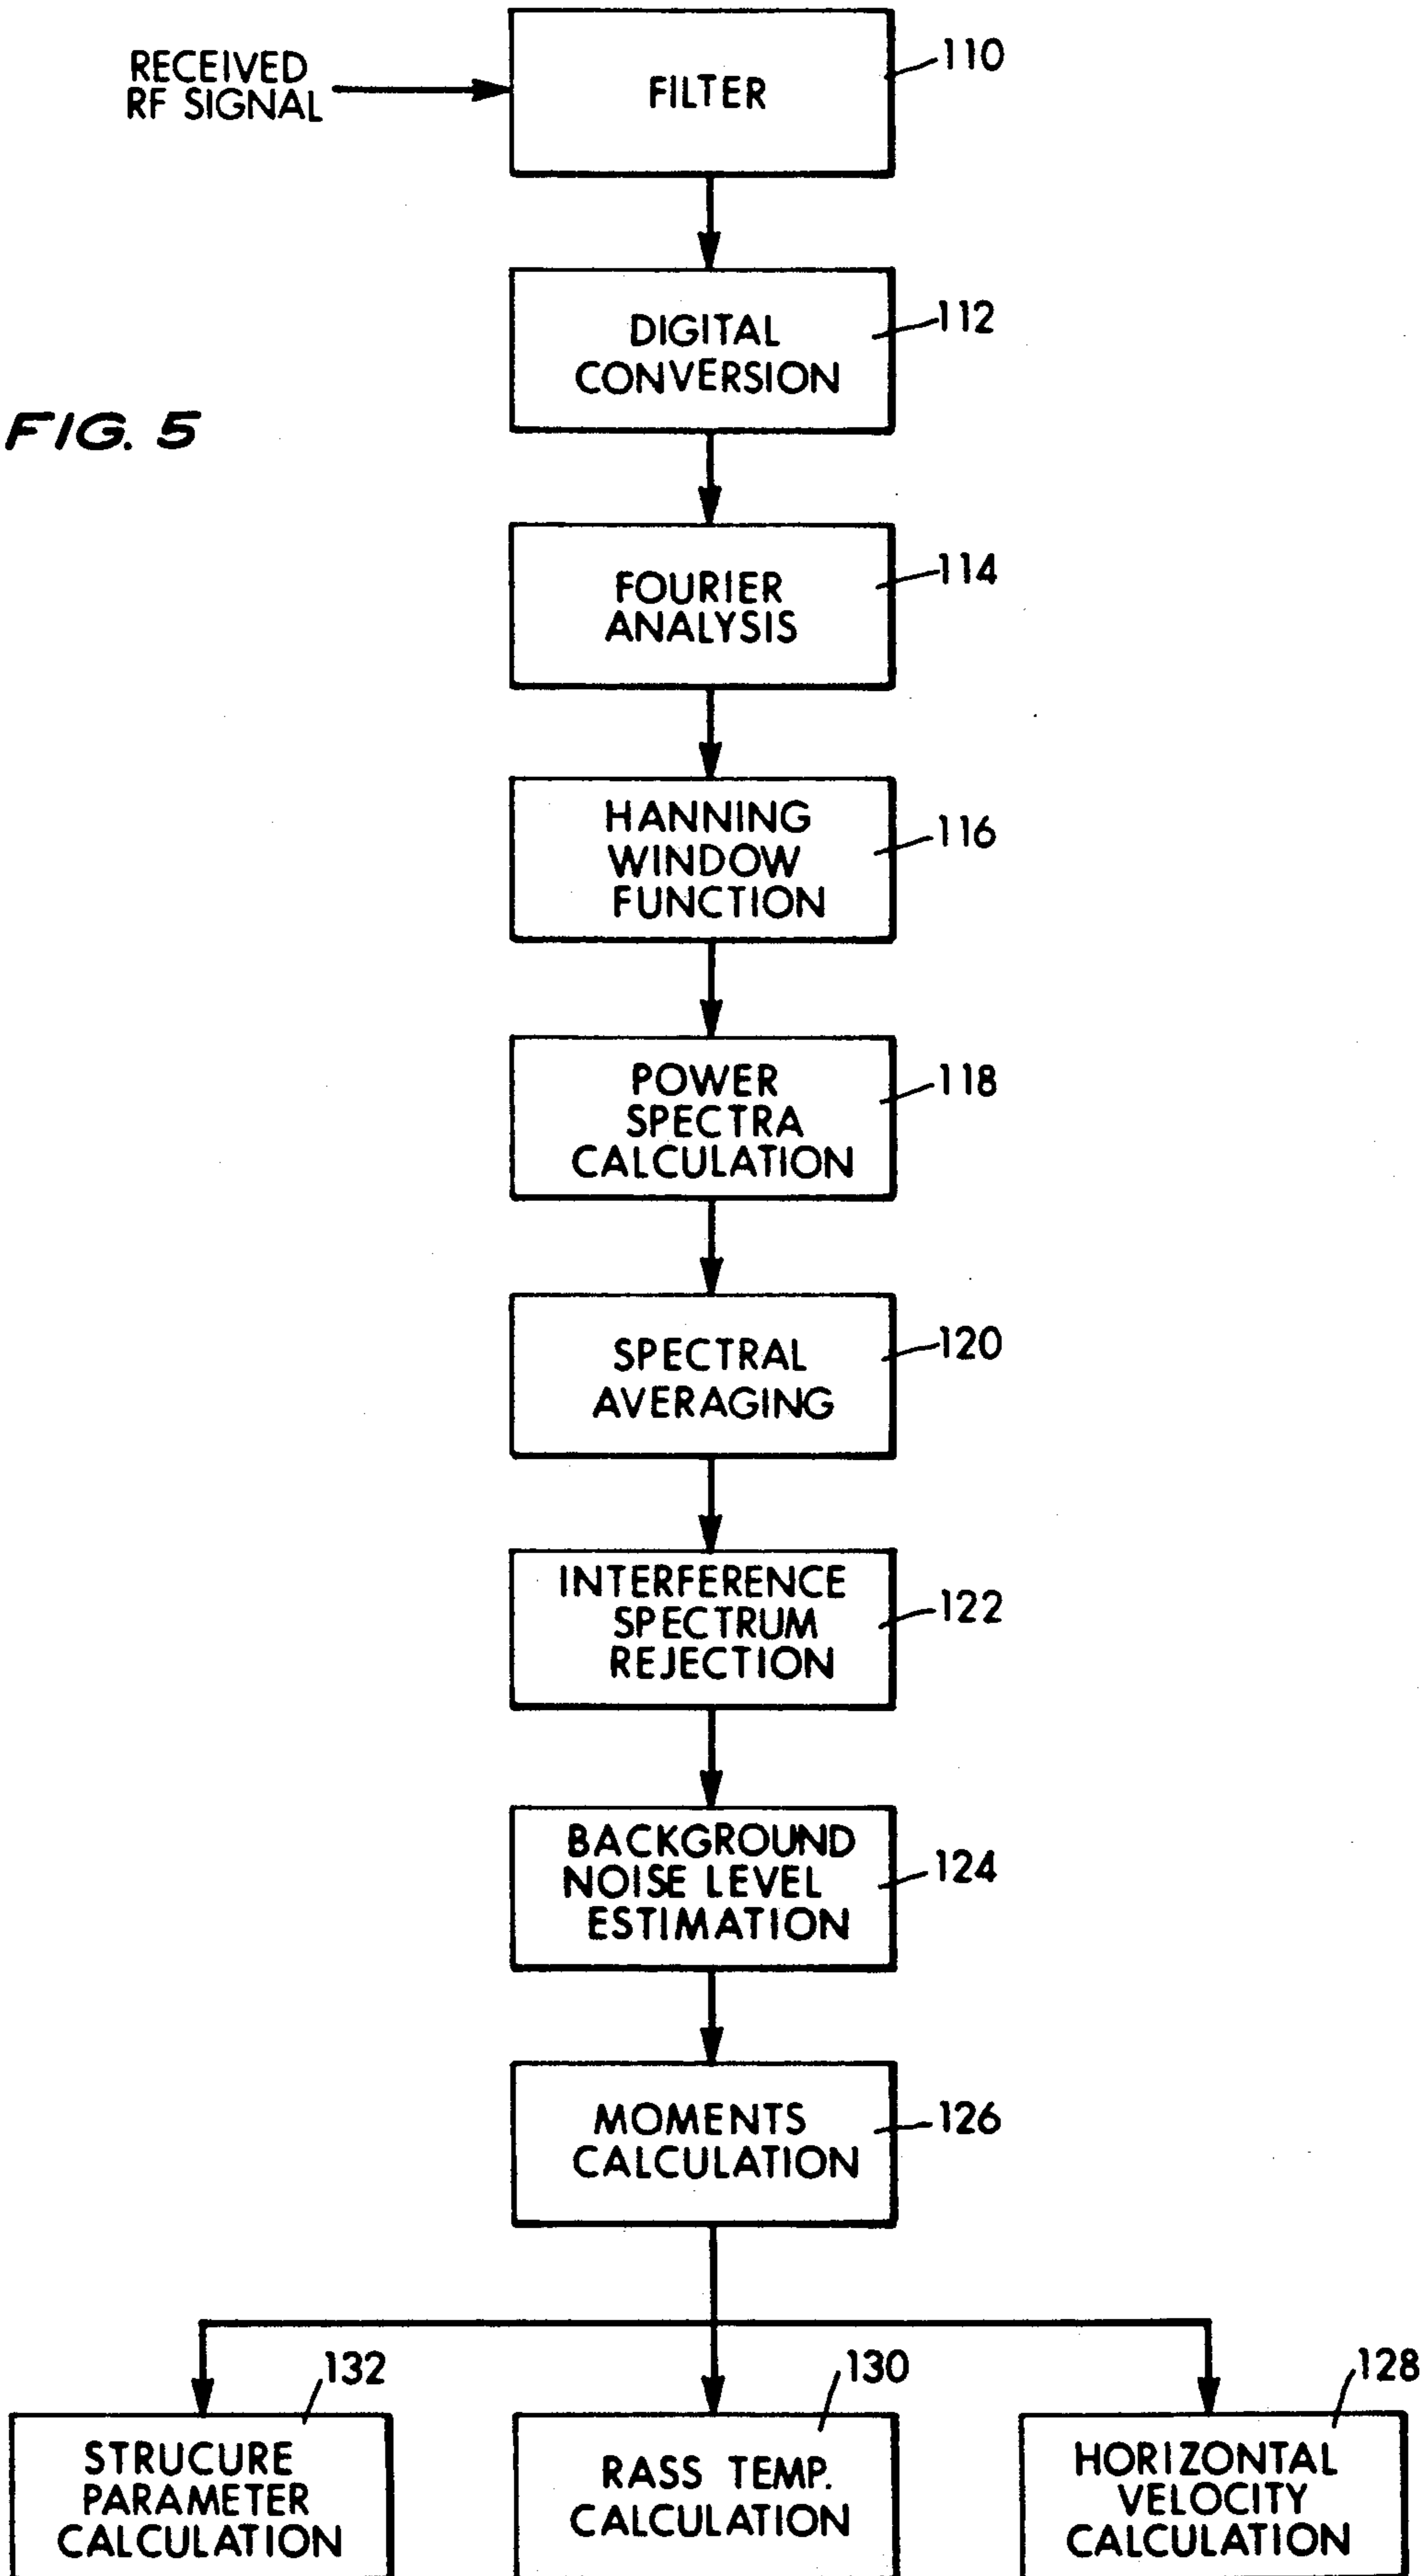 RECEIVED
RF SIGNAL
FILTER
110
DIGITAL
CONVERSION
112
FIG. 5
FOURIER
ANALYSIS
114
HANNING
WINDOW
FUNCTION
116
POWER
SPECTRA
CALCULATION
118
SPECTRAL
AVERAGING
120
INTERFERENCE
SPECTRUM
REJECTION
122
BACKGROUND
NOISE LEVEL
ESTIMATION
124
MOMENTS
CALCULATION
126
132
STRUCURE
PARAMETER
CALCULATION
130
RASS TEMP.
CALCULATION
128
HORIZONTAL
VELOCITY
CALCULATION